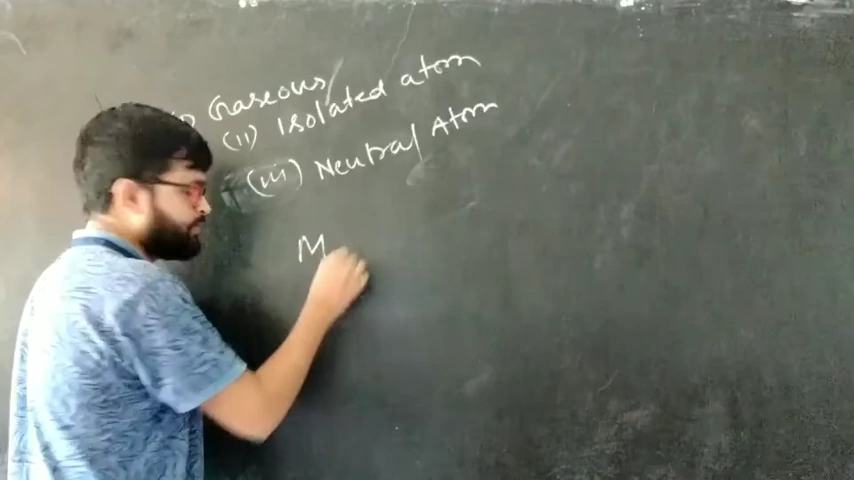 Gaseous
(ii) Isolated atom
(iii) Neutral Atom
M